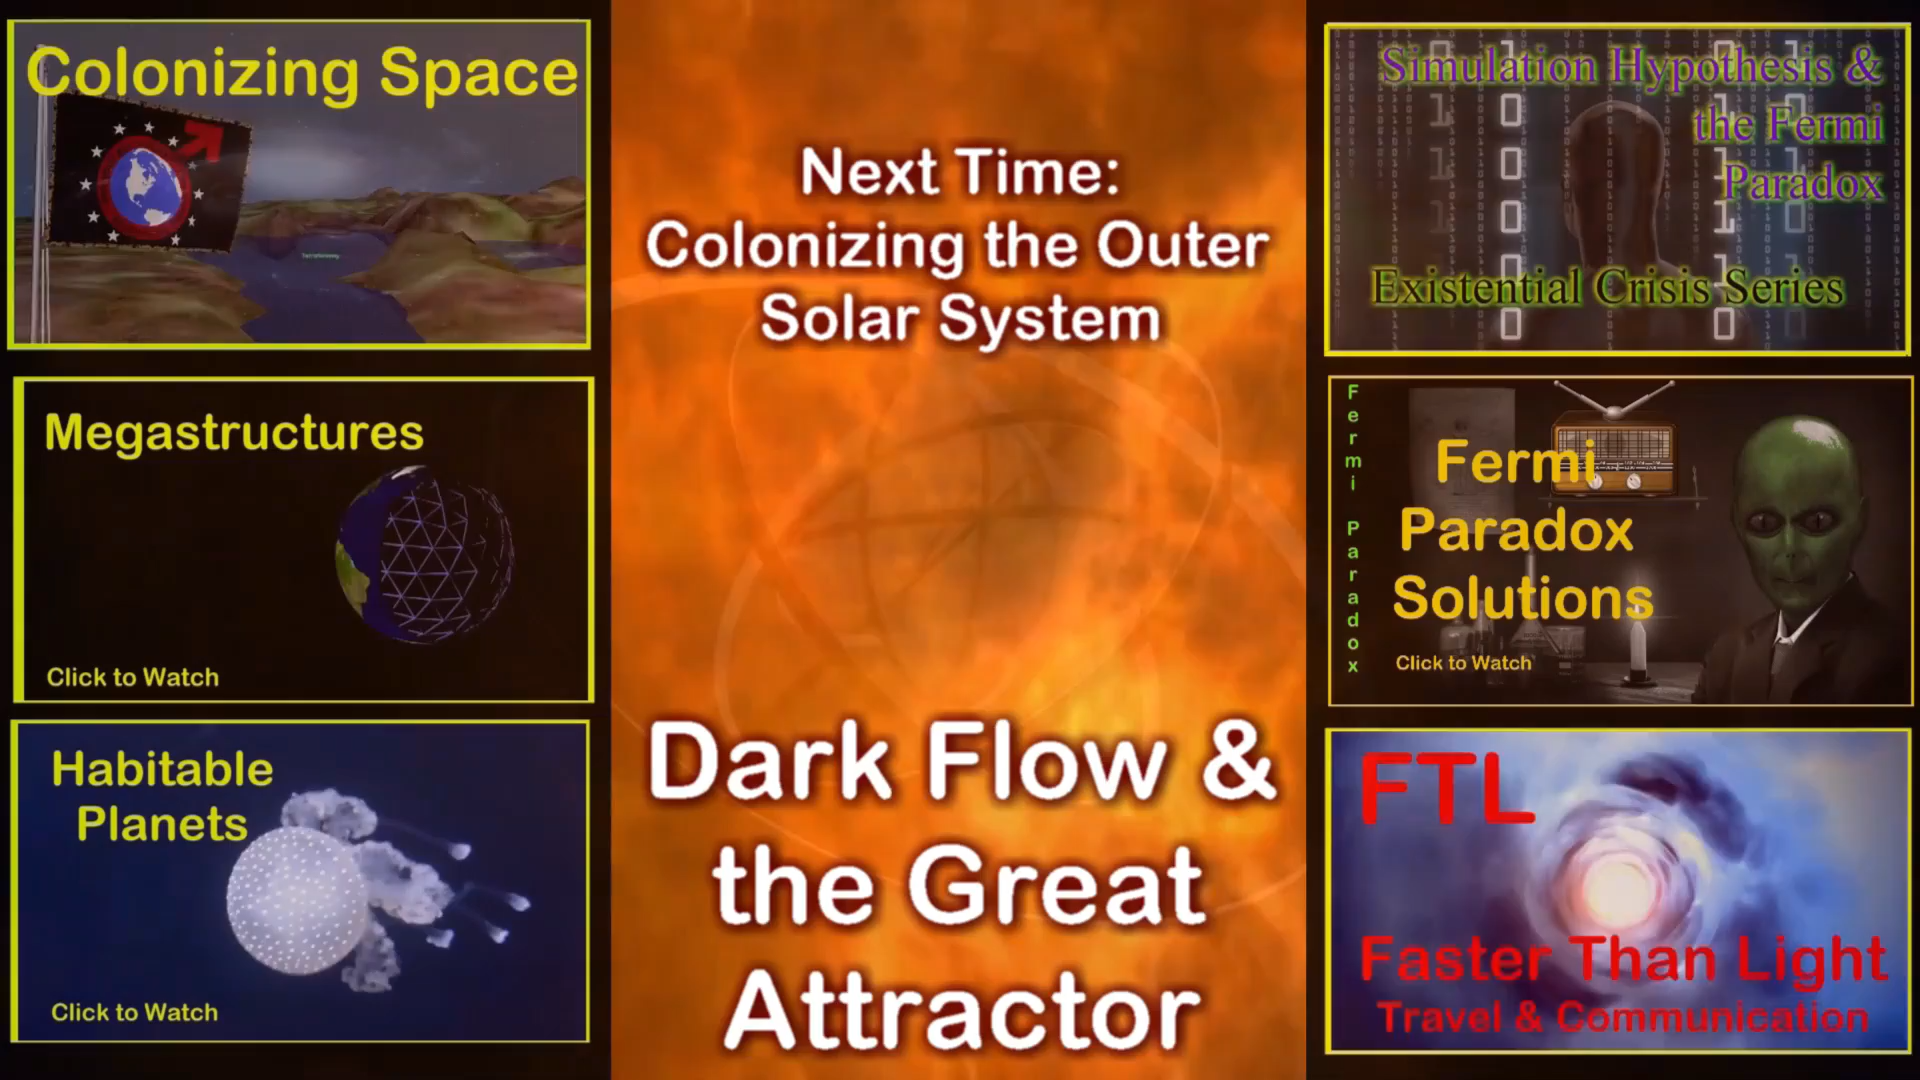 Colonizing Space
Megastructures
Click to Watch
Habitable
Planets
Click to Watch
Next Time:
Colonizing the Outer
Solar System
Dark Flow &
the Great
Attractor
Simulation Hypothesis &
the Fermi
Paradox
Existential Crisis Series
Fermi Paradox
Fermi
Paradox
Solutions
Click to Watch
FTL
Faster Than Light
Travel & Communication